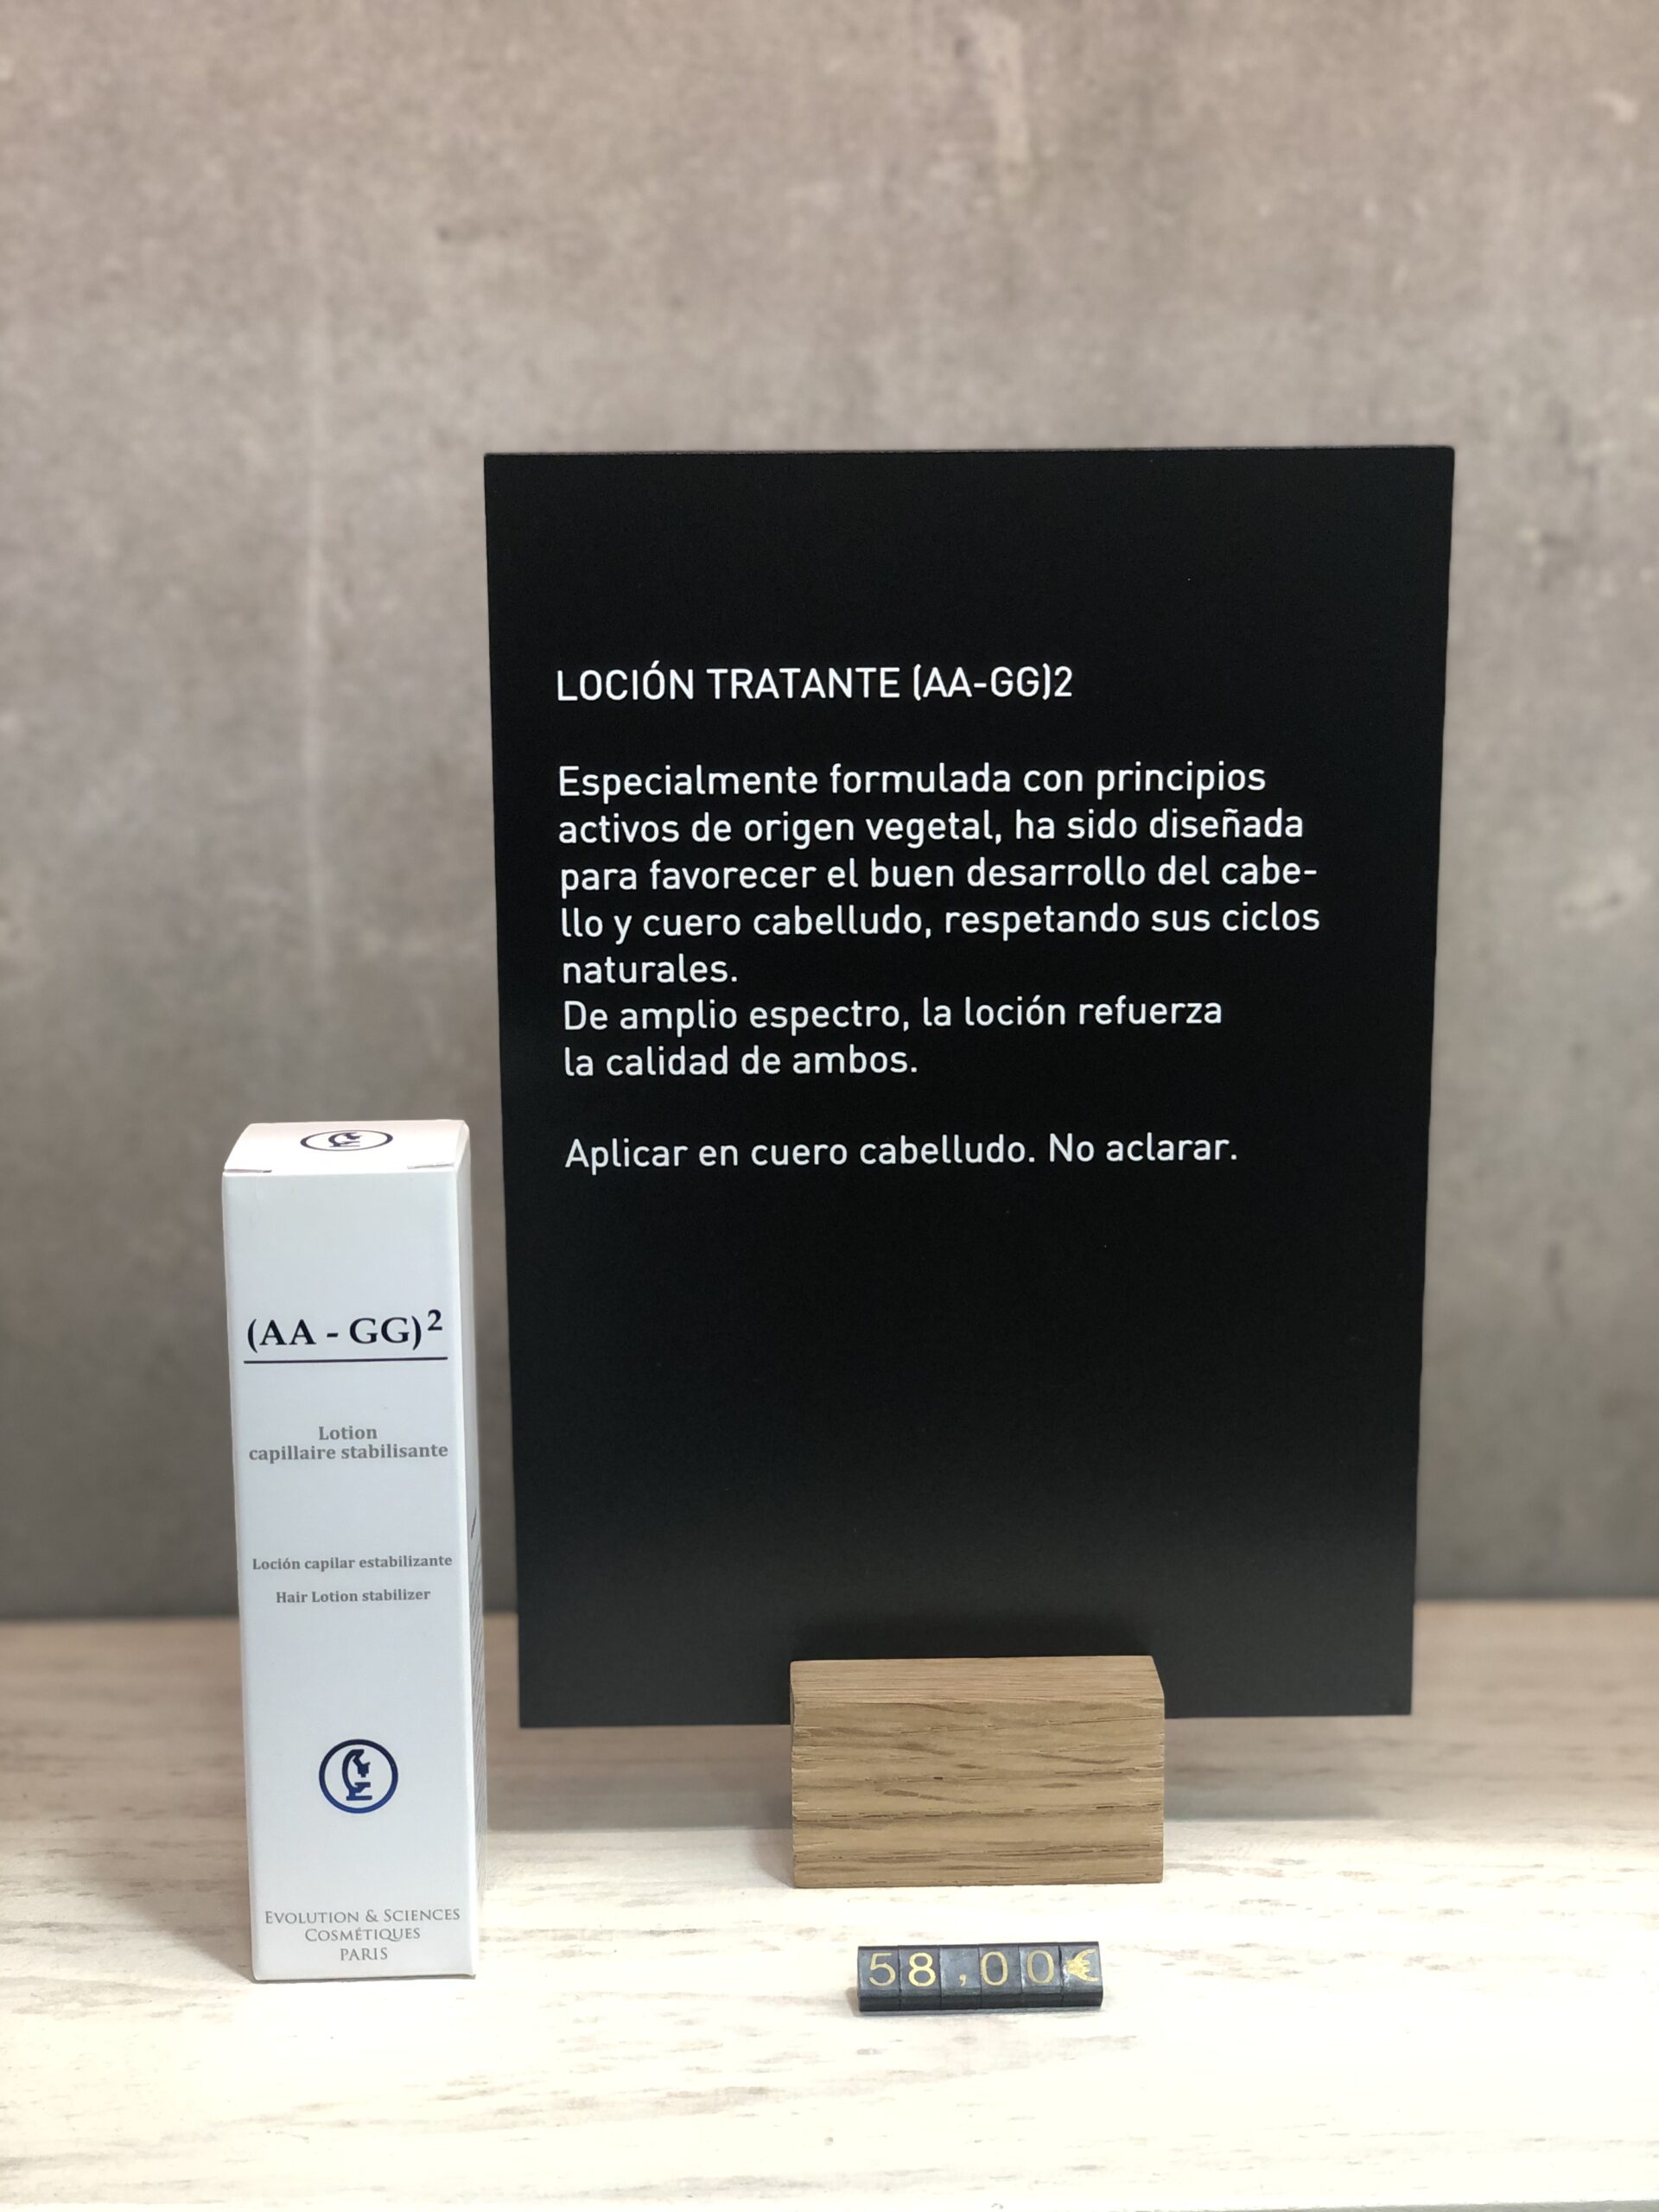 LOCIÓN TRATANTE (AA-GG)2
Especialmente formulada con principios
activos de origen vegetal, ha sido diseñada
para favorecer el buen desarrollo del cabe-
llo y cuero cabelludo, respetando sus ciclos
naturales.
De amplio espectro, la loción refuerza
la calidad de ambos.
Aplicar en cuero cabelludo. No aclarar.
(AA - GG)²
Lotion
capillaire stabilisante
Loción capilar estabilizante
Hair Lotion stabilizer
EVOLUTION & SCIENCES
COSMÉTIQUES
PARIS
58,00€